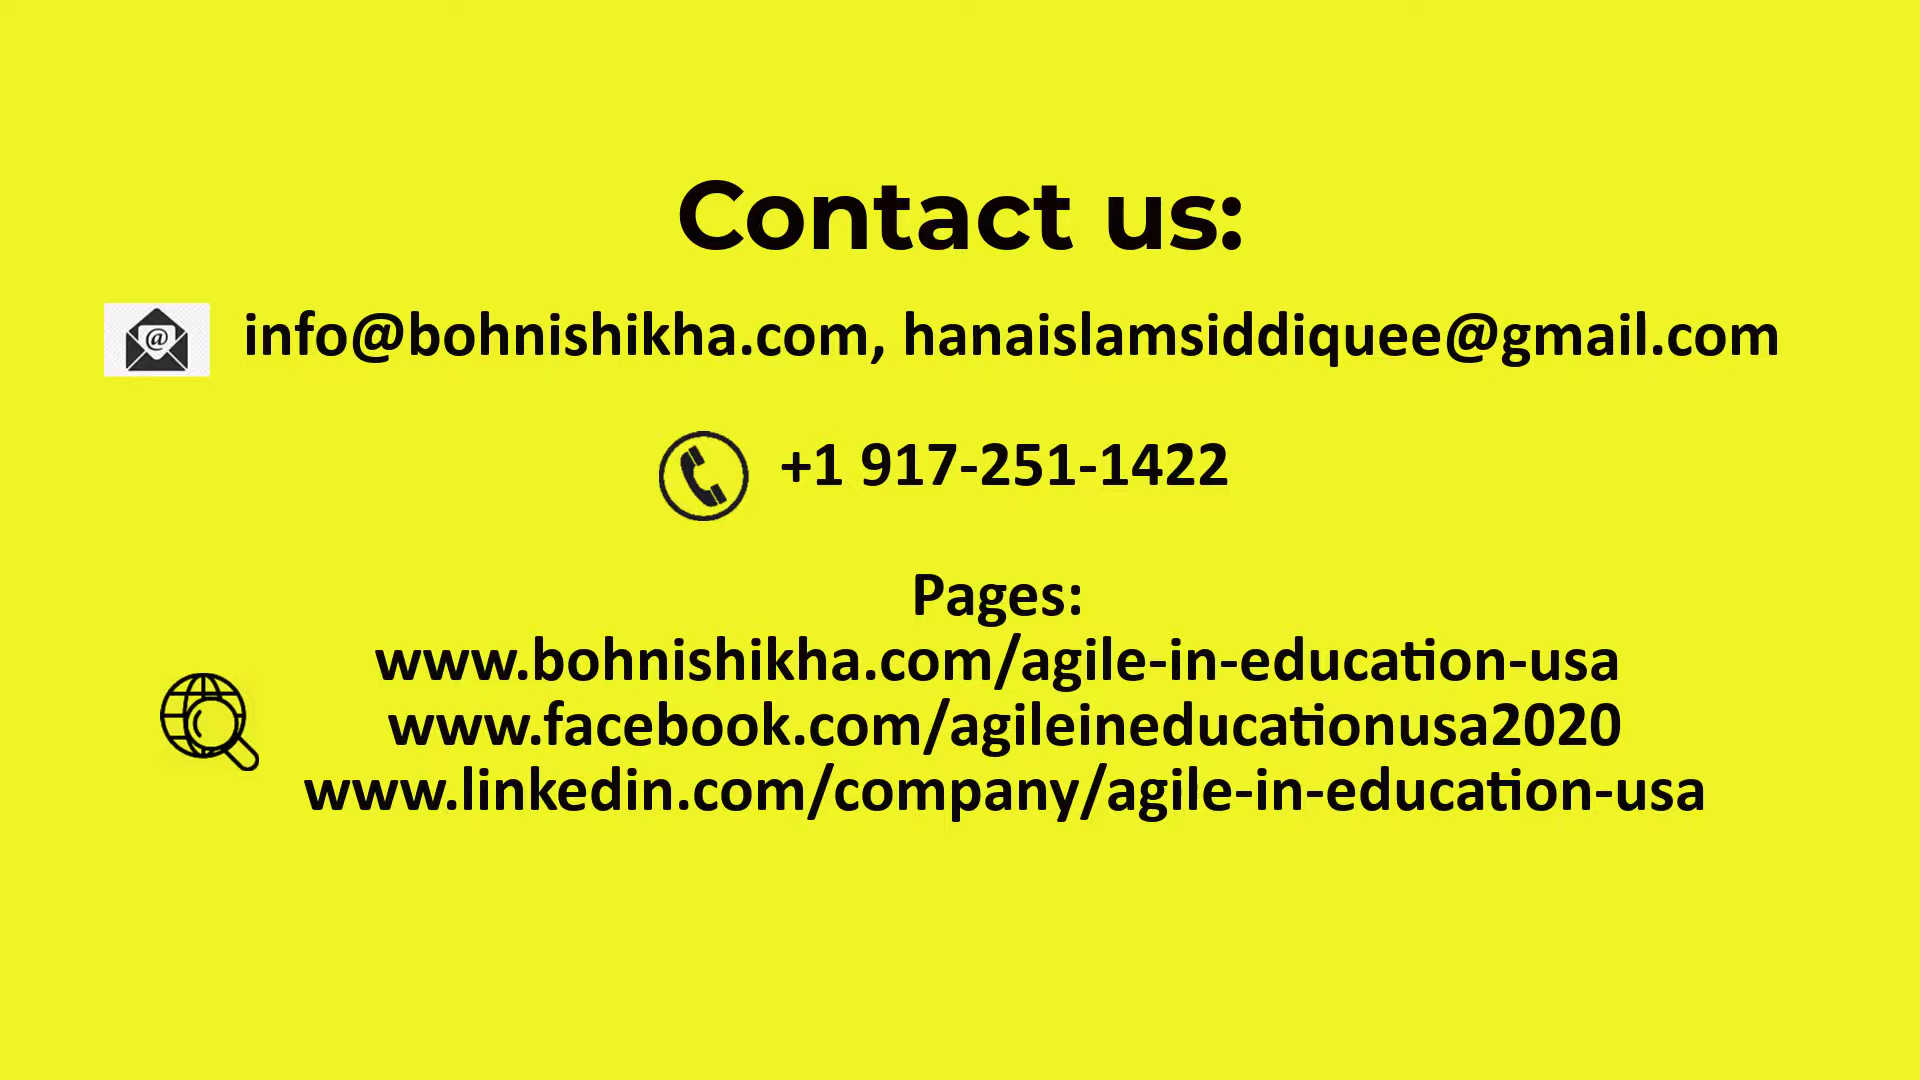 Contact us:
info@bohnishikha.com, hanaislamsiddiquee@gmail.com
+1 917-251-1422
Pages:
www.bohnishikha.com/agile-in-education-usa
www.facebook.com/agileineducationusa2020
www.linkedin.com/company/agile-in-education-usa